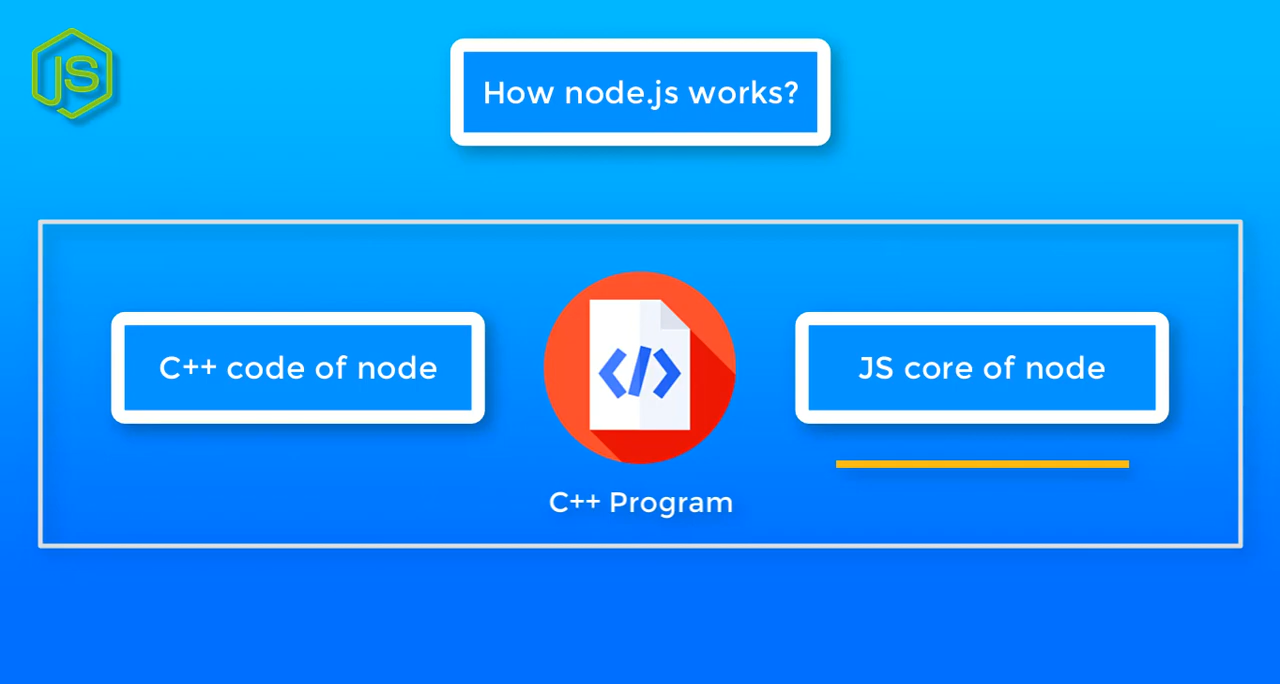 JS
How node.js works?
C++ code of node
</>
JS core of node
C++ Program